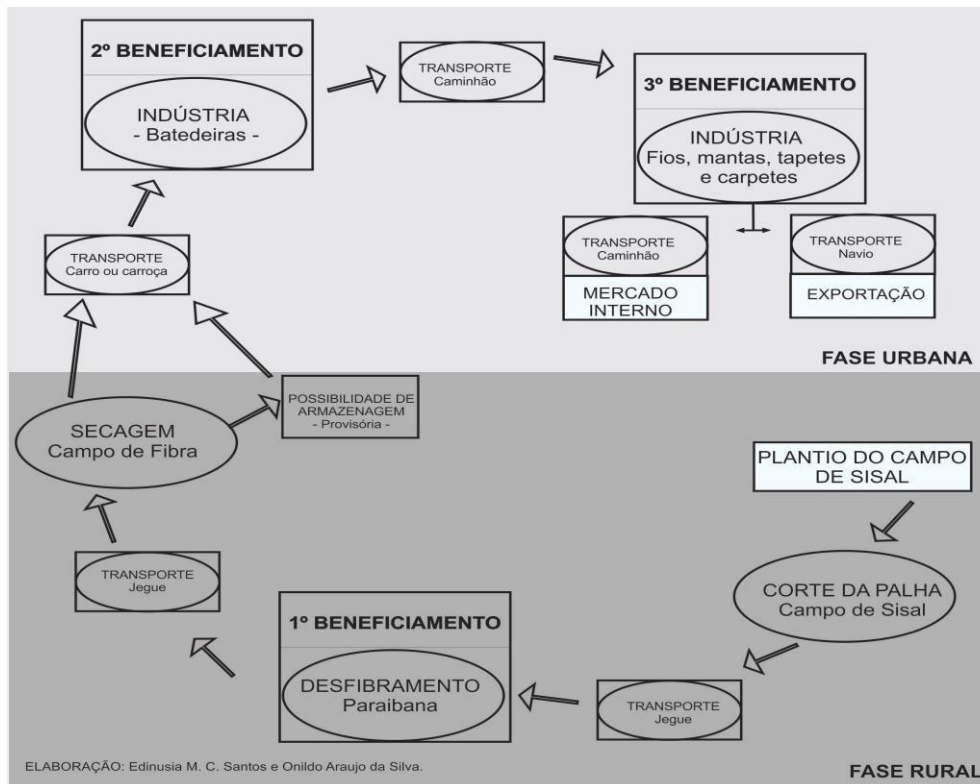 2º BENEFICIAMENTO
INDÚSTRIA
- Batedeiras -
TRANSPORTE
Caminhão
3º BENEFICIAMENTO
INDÚSTRIA
Fios, mantas, tapetes
e carpetes
TRANSPORTE
Caminhão
MERCADO
INTERNO
TRANSPORTE
Navio
EXPORTAÇÃO
TRANSPORTE
Carro ou carroça
FASE URBANA
SECAGEM
Campo de Fibra
POSSIBILIDADE DE
ARMAZENAGEM
- Provisória -
PLANTIO DO CAMPO
DE SISAL
CORTE DA PALHA
Campo de Sisal
TRANSPORTE
Jegue
1º BENEFICIAMENTO
DESFIBRAMENTO
Paraibana
TRANSPORTE
Jegue
ELABORAÇÃO: Edinusia M. C. Santos e Onildo Araujo da Silva.
FASE RURAL